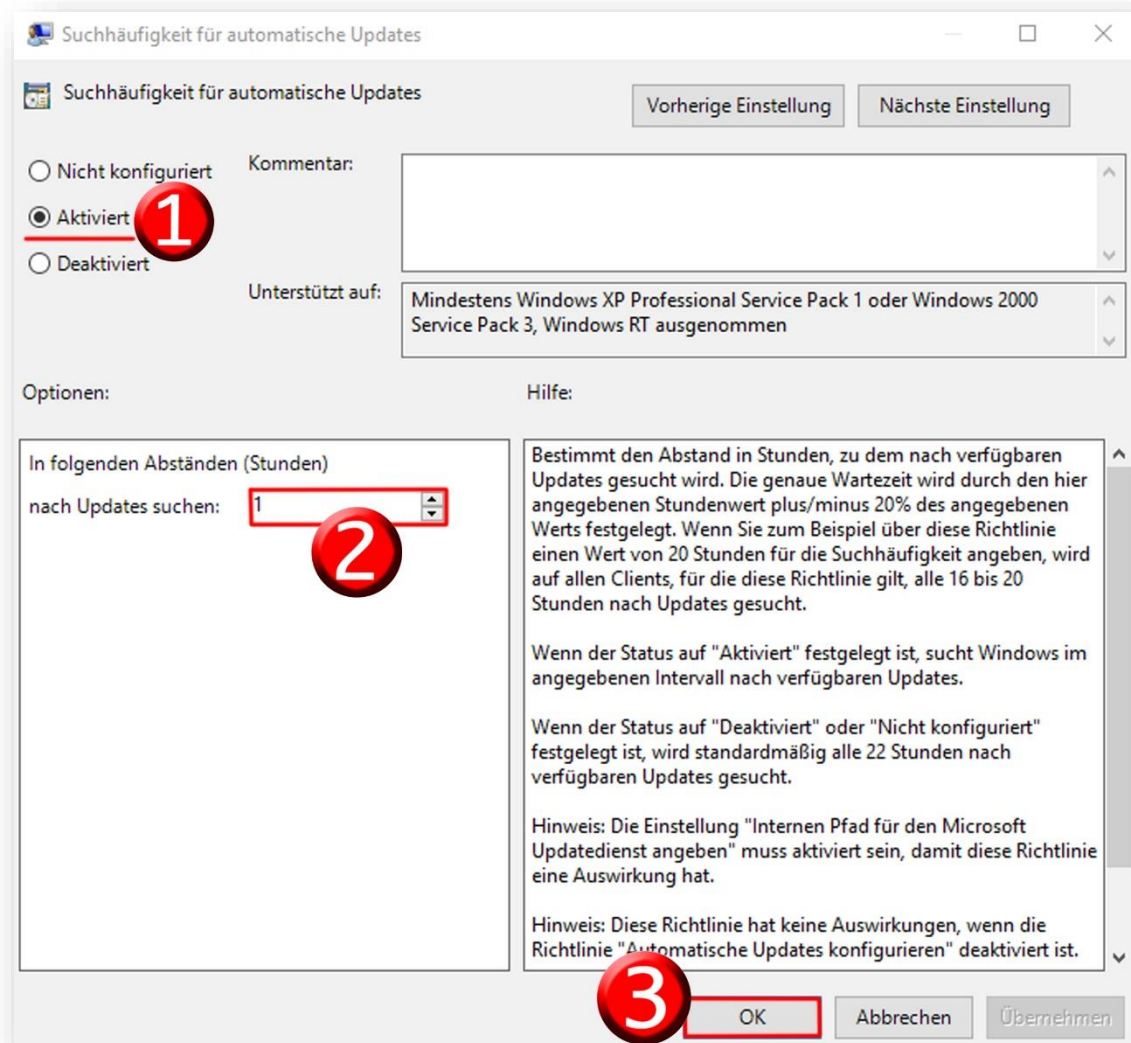 Suchhäufigkeit für automatische Updates
Suchhäufigkeit für automatische Updates
Vorherige Einstellung
Nächste Einstellung
Nicht konfiguriert
Kommentar:
Aktiviert
1
Deaktiviert
Unterstützt auf:
Mindestens Windows XP Professional Service Pack 1 oder Windows 2000
Service Pack 3, Windows RT ausgenommen
Optionen:
Hilfe:
In folgenden Abständen (Stunden)
nach Updates suchen:
1
2
Bestimmt den Abstand in Stunden, zu dem nach verfügbaren
Updates gesucht wird. Die genaue Wartezeit wird durch den hier
angegebenen Stundenwert plus/minus 20% des angegebenen
Werts festgelegt. Wenn Sie zum Beispiel über diese Richtlinie
einen Wert von 20 Stunden für die Suchhäufigkeit angeben, wird
auf allen Clients, für die diese Richtlinie gilt, alle 16 bis 20
Stunden nach Updates gesucht.
Wenn der Status auf "Aktiviert" festgelegt ist, sucht Windows im
angegebenen Intervall nach verfügbaren Updates.
Wenn der Status auf "Deaktiviert" oder "Nicht konfiguriert"
festgelegt ist, wird standardmäßig alle 22 Stunden nach
verfügbaren Updates gesucht.
Hinweis: Die Einstellung "Internen Pfad für den Microsoft
Updatedienst angeben" muss aktiviert sein, damit diese Richtlinie
eine Auswirkung hat.
Hinweis: Diese Richtlinie hat keine Auswirkungen, wenn die
Richtlinie "Automatische Updates konfigurieren" deaktiviert ist.
3
OK
Abbrechen
Übernehmen